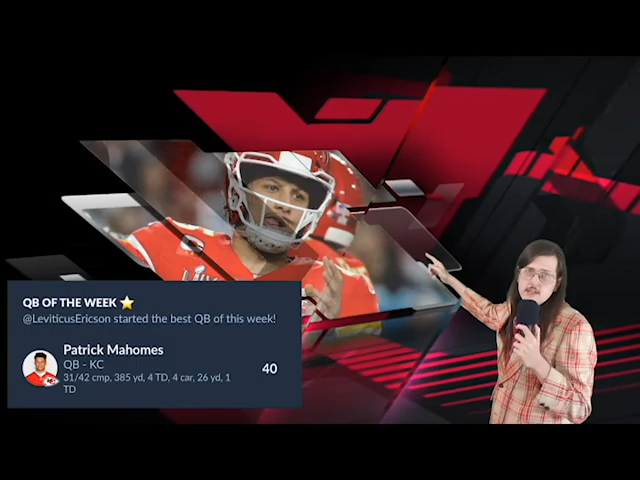 QB OF THE WEEK ⭐
@LeviticusEricson started the best QB of this week!
Patrick Mahomes
QB - KC
40
31/42 cmp, 385 yd, 4 TD, 4 car, 26 yd, 1
TD